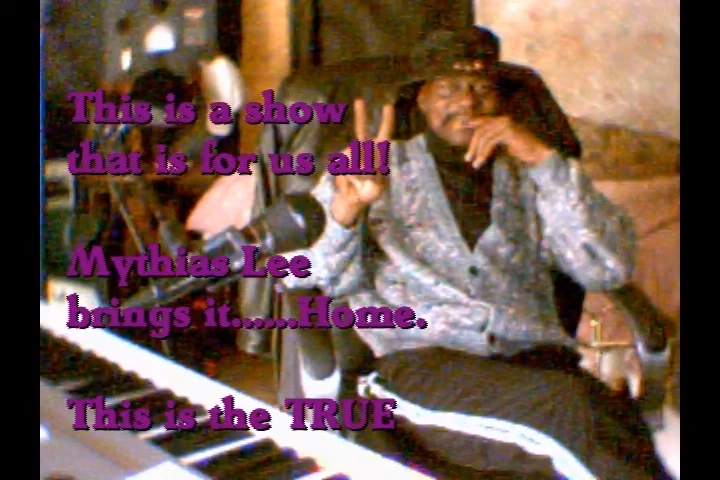 This is a show
that is for us all!
Mythias Lee
brings it......Home.
This is the TRUE